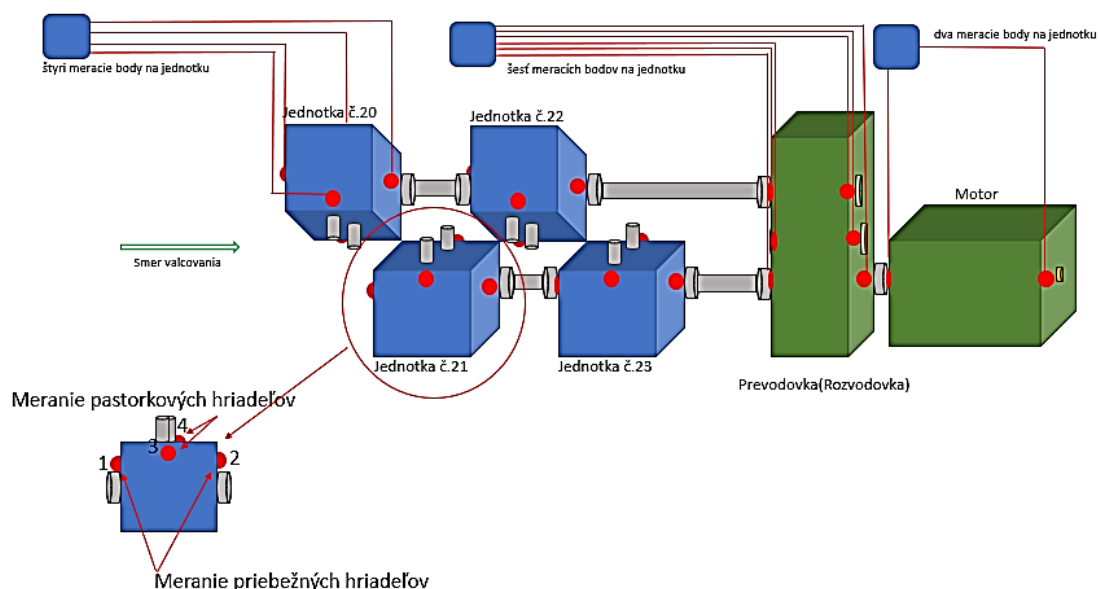 štyri meracie body na jednotku
šesť meracích bodov na jednotku
dva meracie body na jednotku
Jednotka č.20
Jednotka č.22
Motor
Smer valcovania
Jednotka č.21
Jednotka č.23
Prevodovka(Rozvodovka)
Meranie pastorkových hriadeľov
4
3
1
2
Meranie priebežných hriadeľov